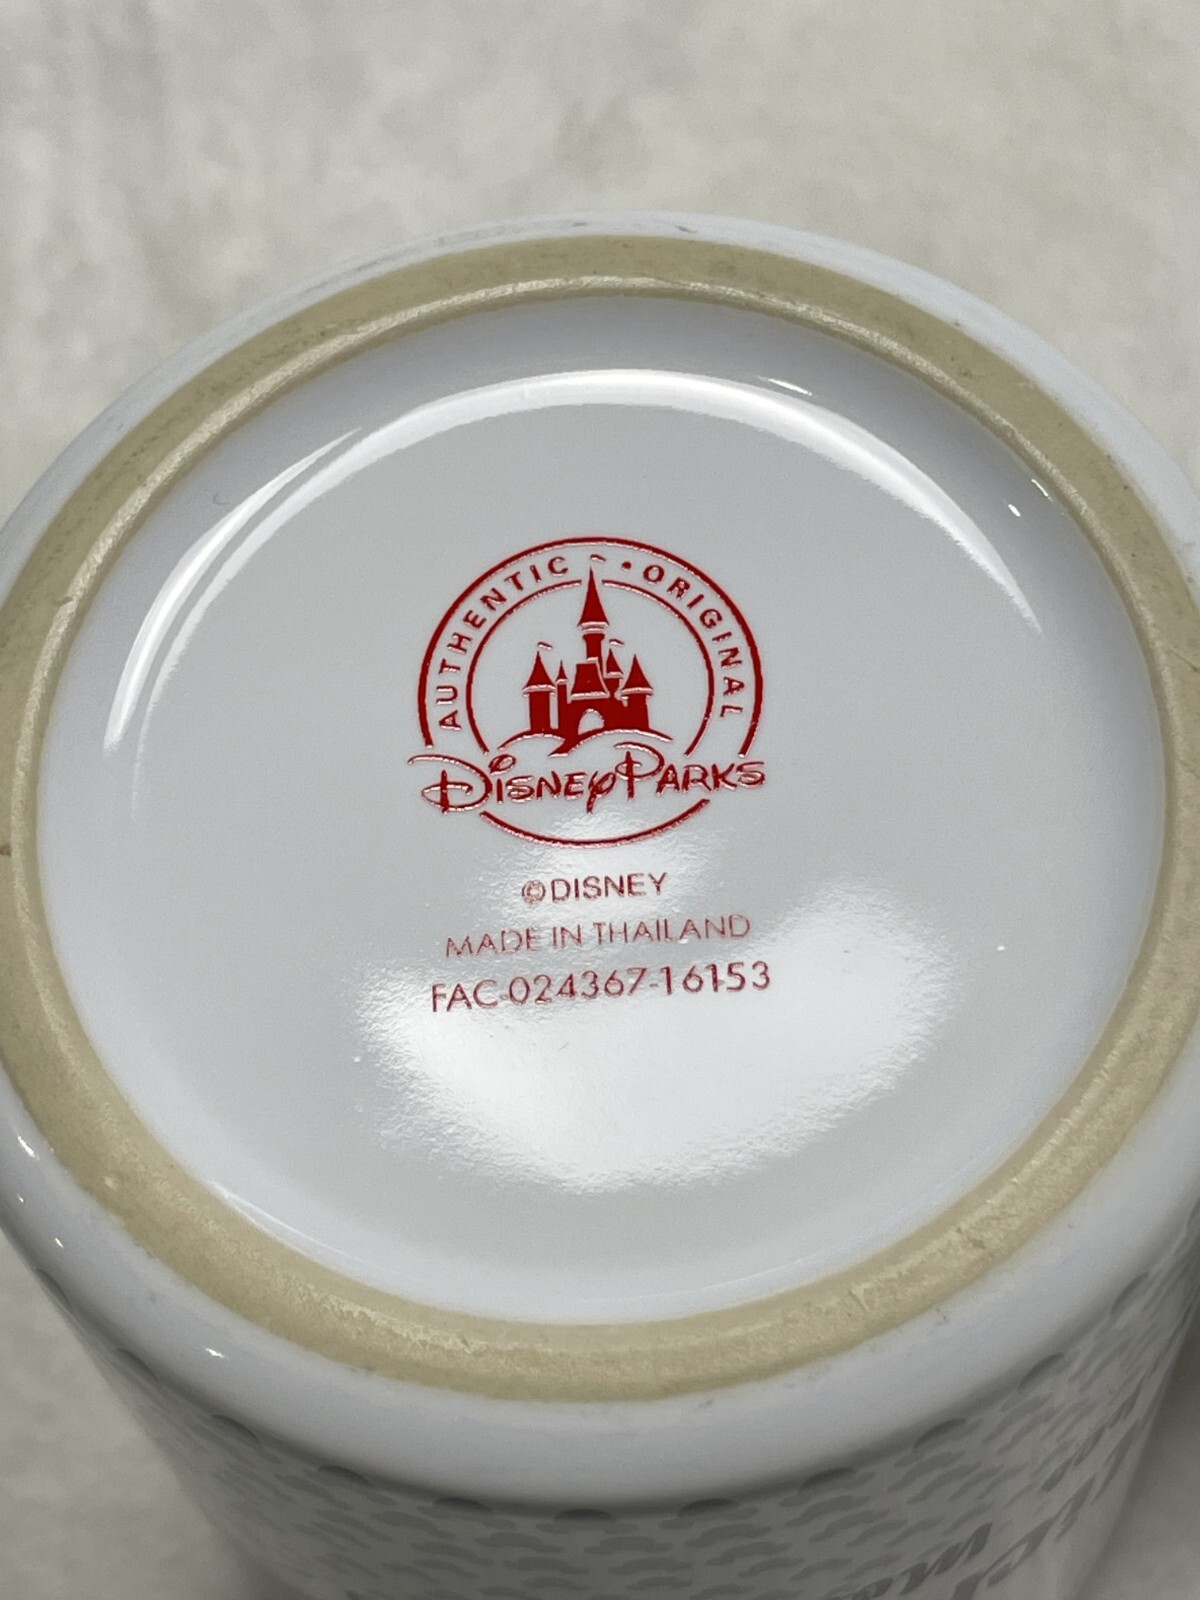 AUTHENTIC • ORIGINAL
Disney Parks
©DISNEY
MADE IN THAILAND
FAC-024367-16153